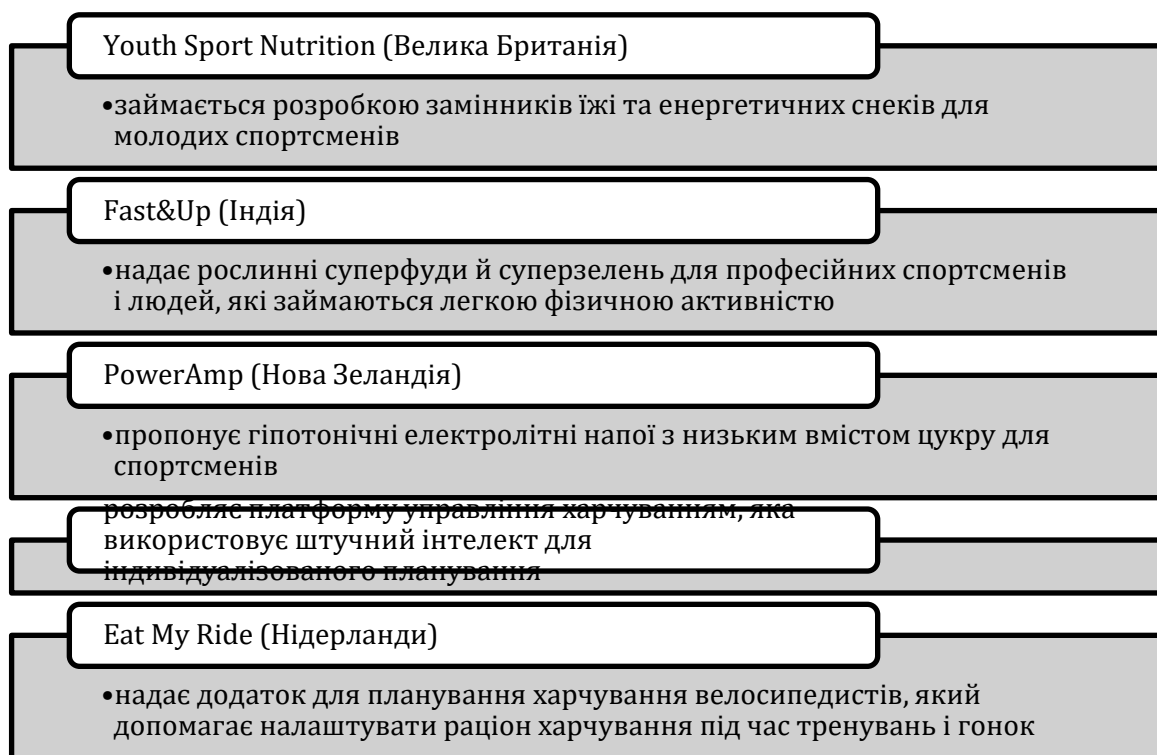 Youth Sport Nutrition (Велика Британія)
•займається розробкою замінників їжі та енергетичних снеків для
молодих спортсменів
Fast&Up (Індія)
•надає рослинні суперфуди й суперзелень для професійних спортсменів
і людей, які займаються легкою фізичною активністю
PowerAmp (Нова Зеландія)
•пропонує гіпотонічні електролітні напої з низьким вмістом цукру для
спортсменів
розробляє платформу управління харчуванням, яка
використовує штучний інтелект для
індивідуалізованого планування
Eat My Ride (Нідерланди)
•надає додаток для планування харчування велосипедистів, який
допомагає налаштувати раціон харчування під час тренувань і гонок